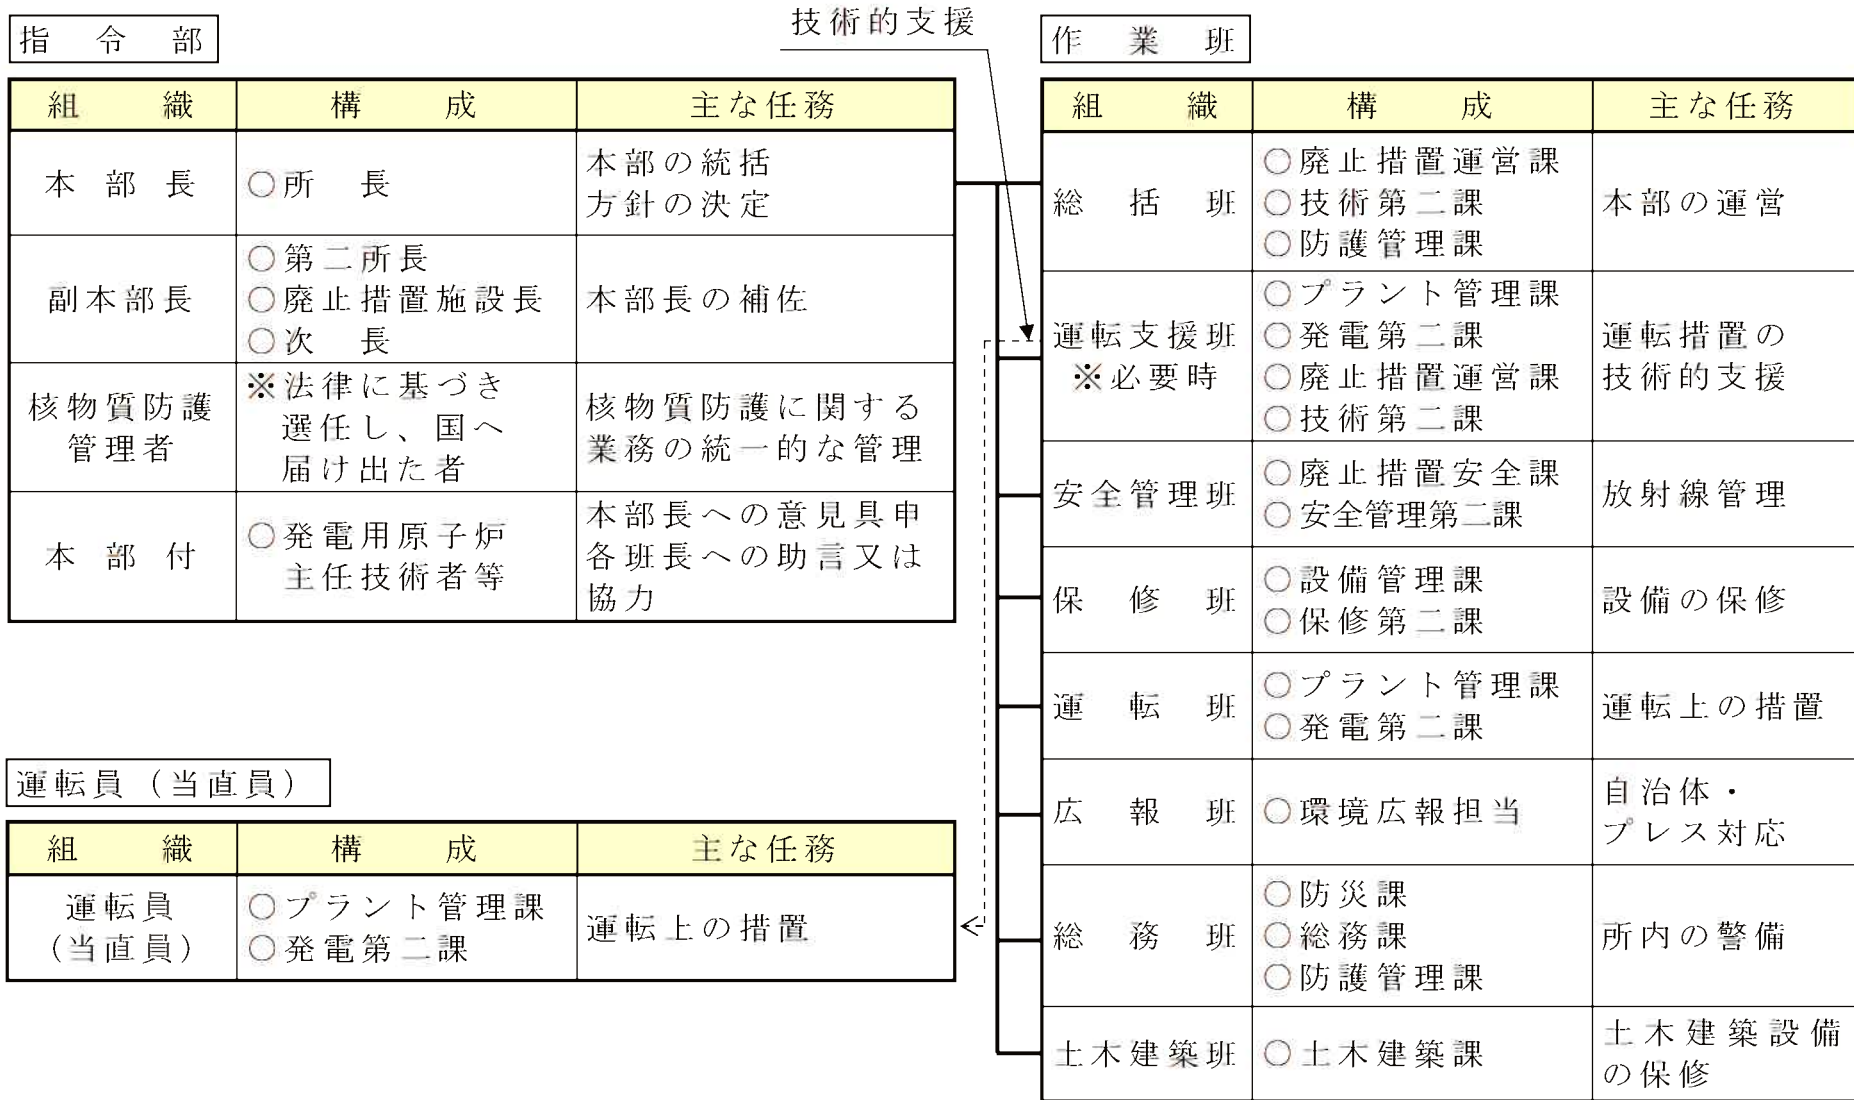 技術的支援
指令部
組織 構成 主な任務
本部長 ○所長 本部の統括
方針の決定
副本部長 ○第二所長
○廃止措置施設長
○次長
本部長の補佐
核物質防護
管理者
※法律に基づき
選任し、国へ
届け出た者
核物質防護に関する
業務の統一的な管理
本部付
○発電用原子炉
主任技術者等
本部長への意見具申
各班長への助言又は
協力
運転員(当直員)
組織 構成 主な任務
運転員
(当直員)
○プラント管理課
○発電第二課
運転上の措置
作業班
組織 構成 主な任務
総括班
○廃止措置運営課
○技術第二課
○防護管理課
本部の運営
運転支援班
※必要時
○プラント管理課
○発電第二課
○廃止措置運営課
○技術第二課
運転措置の
技術的支援
安全管理班
○廃止措置安全課
○安全管理第二課
放射線管理
保修班
○設備管理課
○保修第二課
設備の保修
運転班
○プラント管理課
○発電第二課
運転上の措置
広報班
○環境広報担当
自治体・
プレス対応
総務班
○防災課
○総務課
○防護管理課
所内の警備
土木建築班
○土木建築課
土木建築設備
の保修